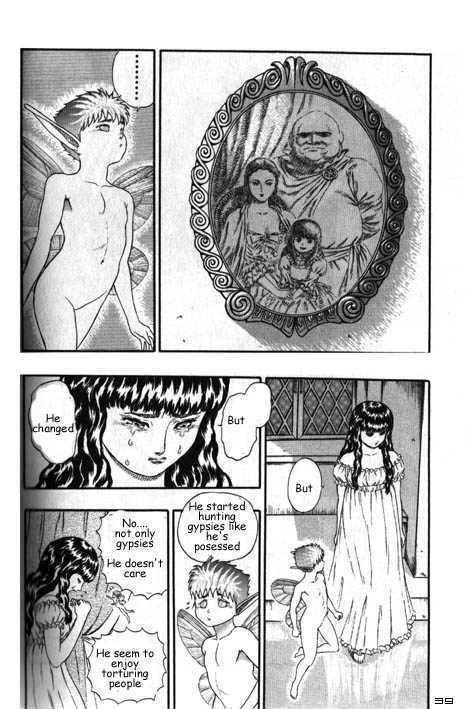 ........
But
But
He
changed
He started
hunting
gypsies like
he's
posessed
No....
not only
gypsies
He doesn't
care
He seem to
enjoy
torturing
people
39